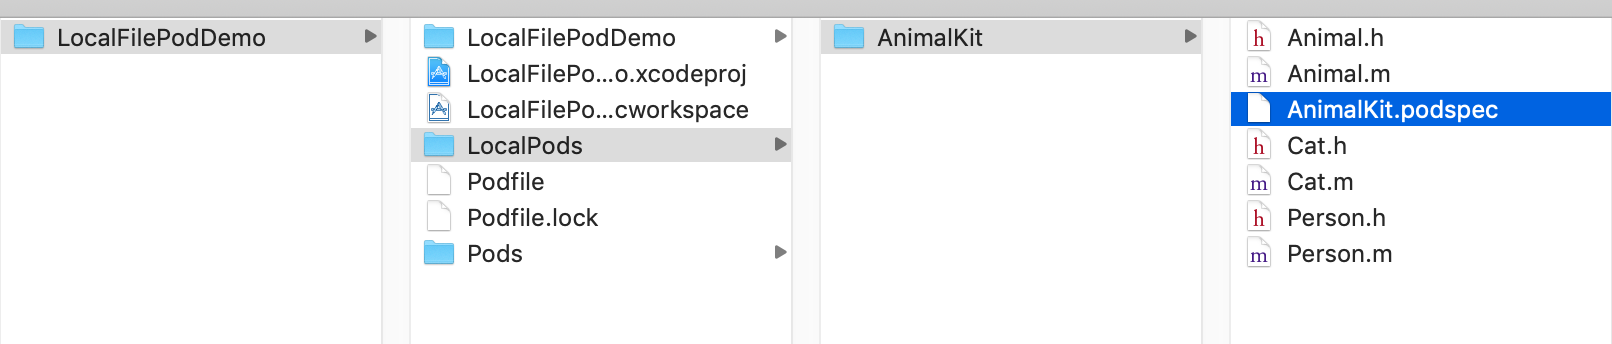 LocalFilePodDemo
LocalFilePodDemo
LocalFilePo...o.xcodeproj
LocalFilePo...cworkspace
LocalPods
Podfile
Podfile.lock
Pods
AnimalKit
h Animal.h
m Animal.m
AnimalKit.podspec
h Cat.h
m Cat.m
h Person.h
m Person.m